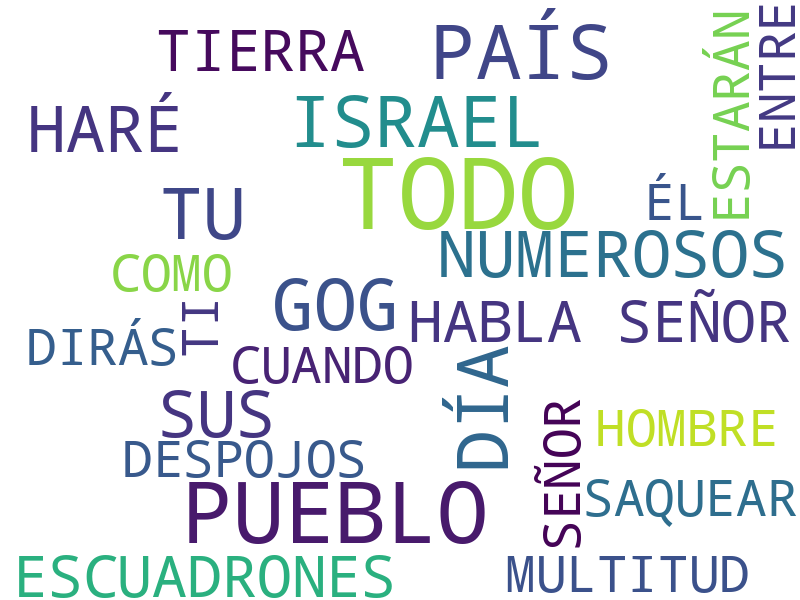 TIERRA
PAÍS
ESTARÁN
ENTRE
HARÉ
ISRAEL
TODO
TU
ÉL
NUMEROSOS
COMO
GOG
TI
HABLA SEÑOR
DIRÁS
CUANDO
DÍA
SUS
HOMBRE
SEÑOR
DESPOJOS
PUEBLO
SAQUEAR
ESCUADRONES
MULTITUD